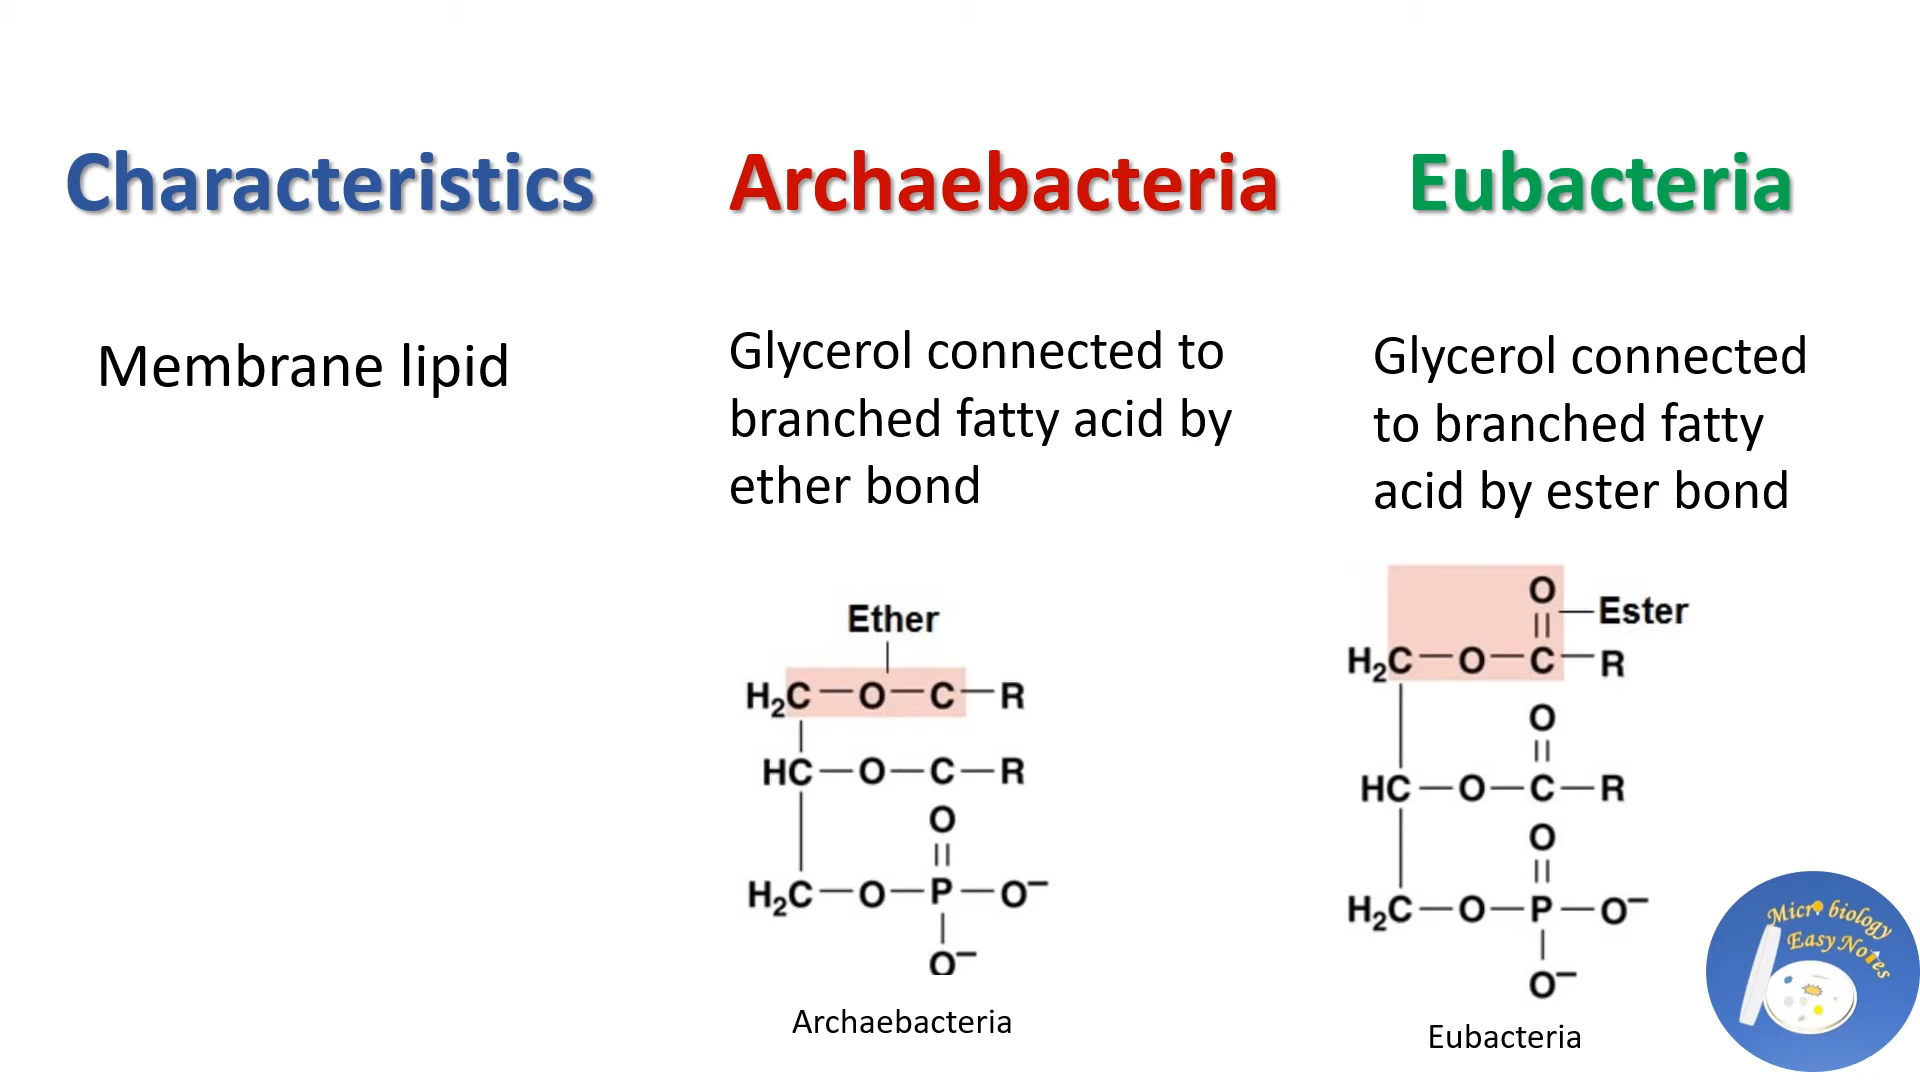 Characteristics Archaebacteria Eubacteria
Membrane lipid
Glycerol connected to
branched fatty acid by
ether bond
Glycerol connected
to branched fatty
acid by ester bond
Ether
H₂C—O—C—R
HC—O—C—R
O
||
H₂C—O—P—O⁻
|
O⁻
Archaebacteria
O
||
—Ester
H₂C—O—C—R
O
||
HC—O—C—R
O
||
H₂C—O—P—O⁻
|
O⁻
Eubacteria
Microbiology
Easy Notes